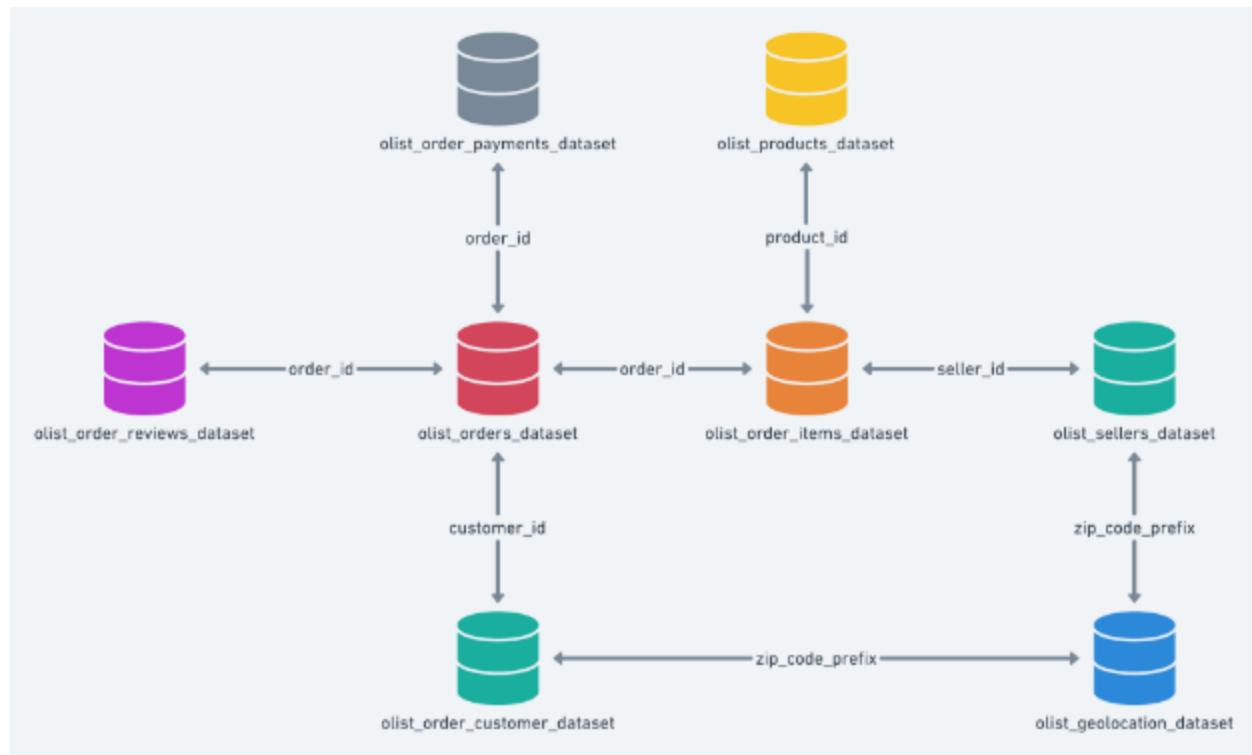 olist_order_payments_dataset
olist_products_dataset
order_id
product_id
order_id
order_id
seller_id
olist_order_reviews_dataset
olist_orders_dataset
olist_order_items_dataset
olist_sellers_dataset
customer_id
zip_code_prefix
zip_code_prefix
olist_order_customer_dataset
olist_geolocation_dataset